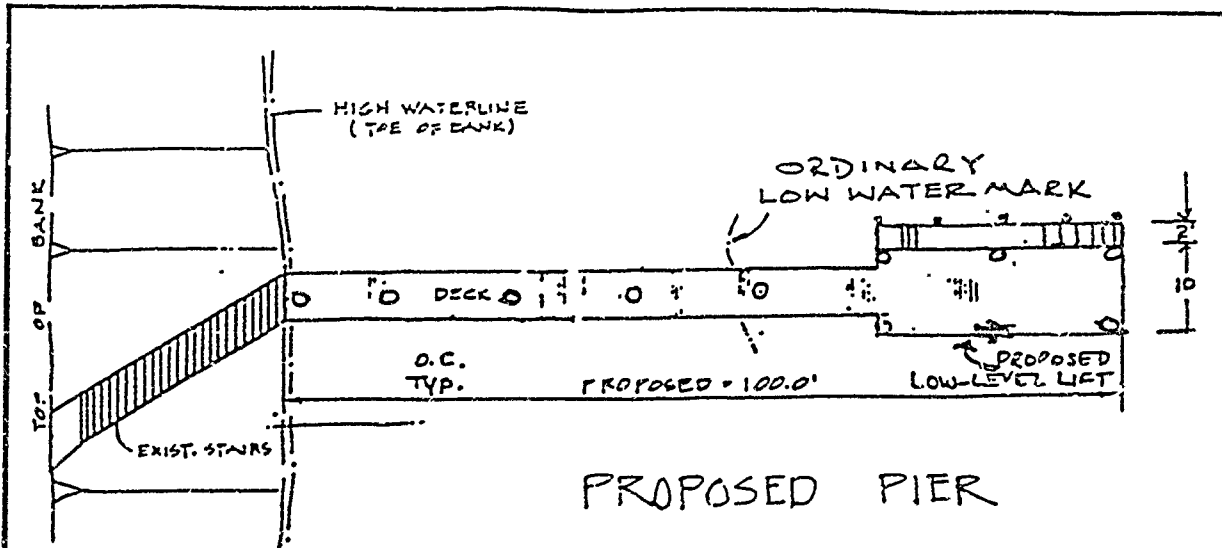 HIGH WATERLINE
(TOE OF BANK)
ORDINARY
LOW WATER MARK
TOP OF BANK
2'
10
DECK
O.C.
TYP.
PROPOSED = 100.0'
PROPOSED
LOW-LEVEL LIFT
EXIST. STAIRS
PROPOSED PIER